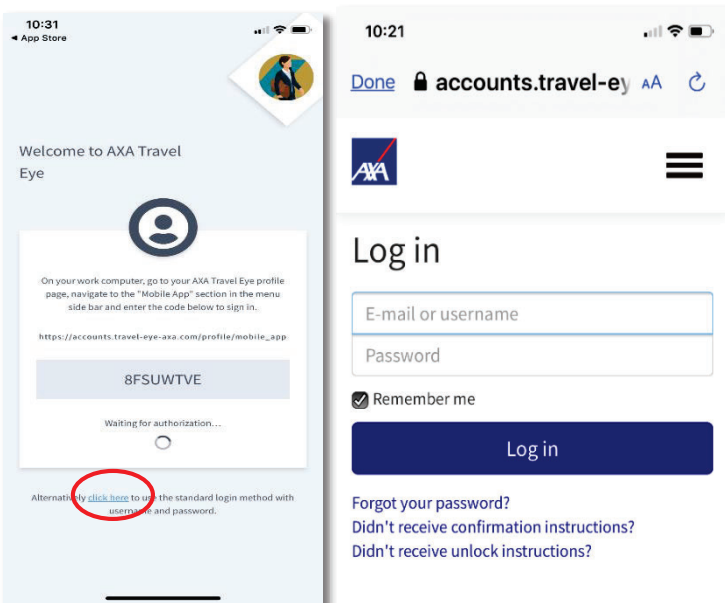 10:31
◀ App Store
Welcome to AXA Travel
Eye
On your work computer, go to your AXA Travel Eye profile
page, navigate to the "Mobile App" section in the menu
side bar and enter the code below to sign in.
https://accounts.travel-eye-axa.com/profile/mobile_app
8FSUWTVE
Waiting for authorization...
Alternatively click here to use the standard login method with
username and password.
10:21
Done accounts.travel-ey AA
AXA
Log in
E-mail or username
Password
Remember me
Log in
Forgot your password?
Didn't receive confirmation instructions?
Didn't receive unlock instructions?